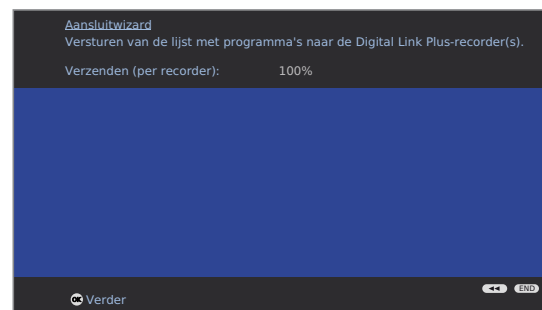 Aansluitwizard
Versturen van de lijst met programma's naar de Digital Link Plus-recorder(s).
Verzenden (per recorder): 100%
END
OK Verder